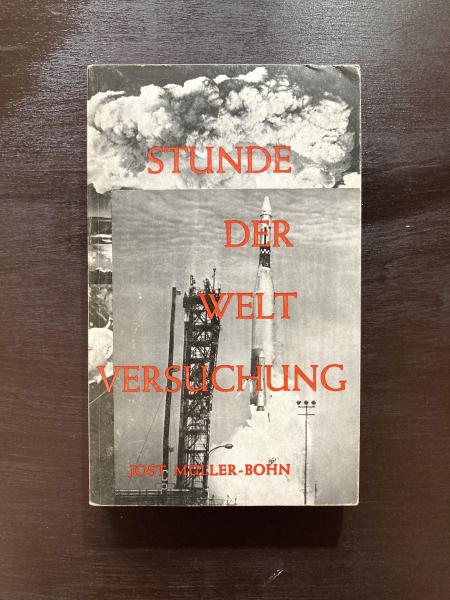 STUNDE
DER
WELT
VERSUCHUNG
JOST MÜLLER-BOHN